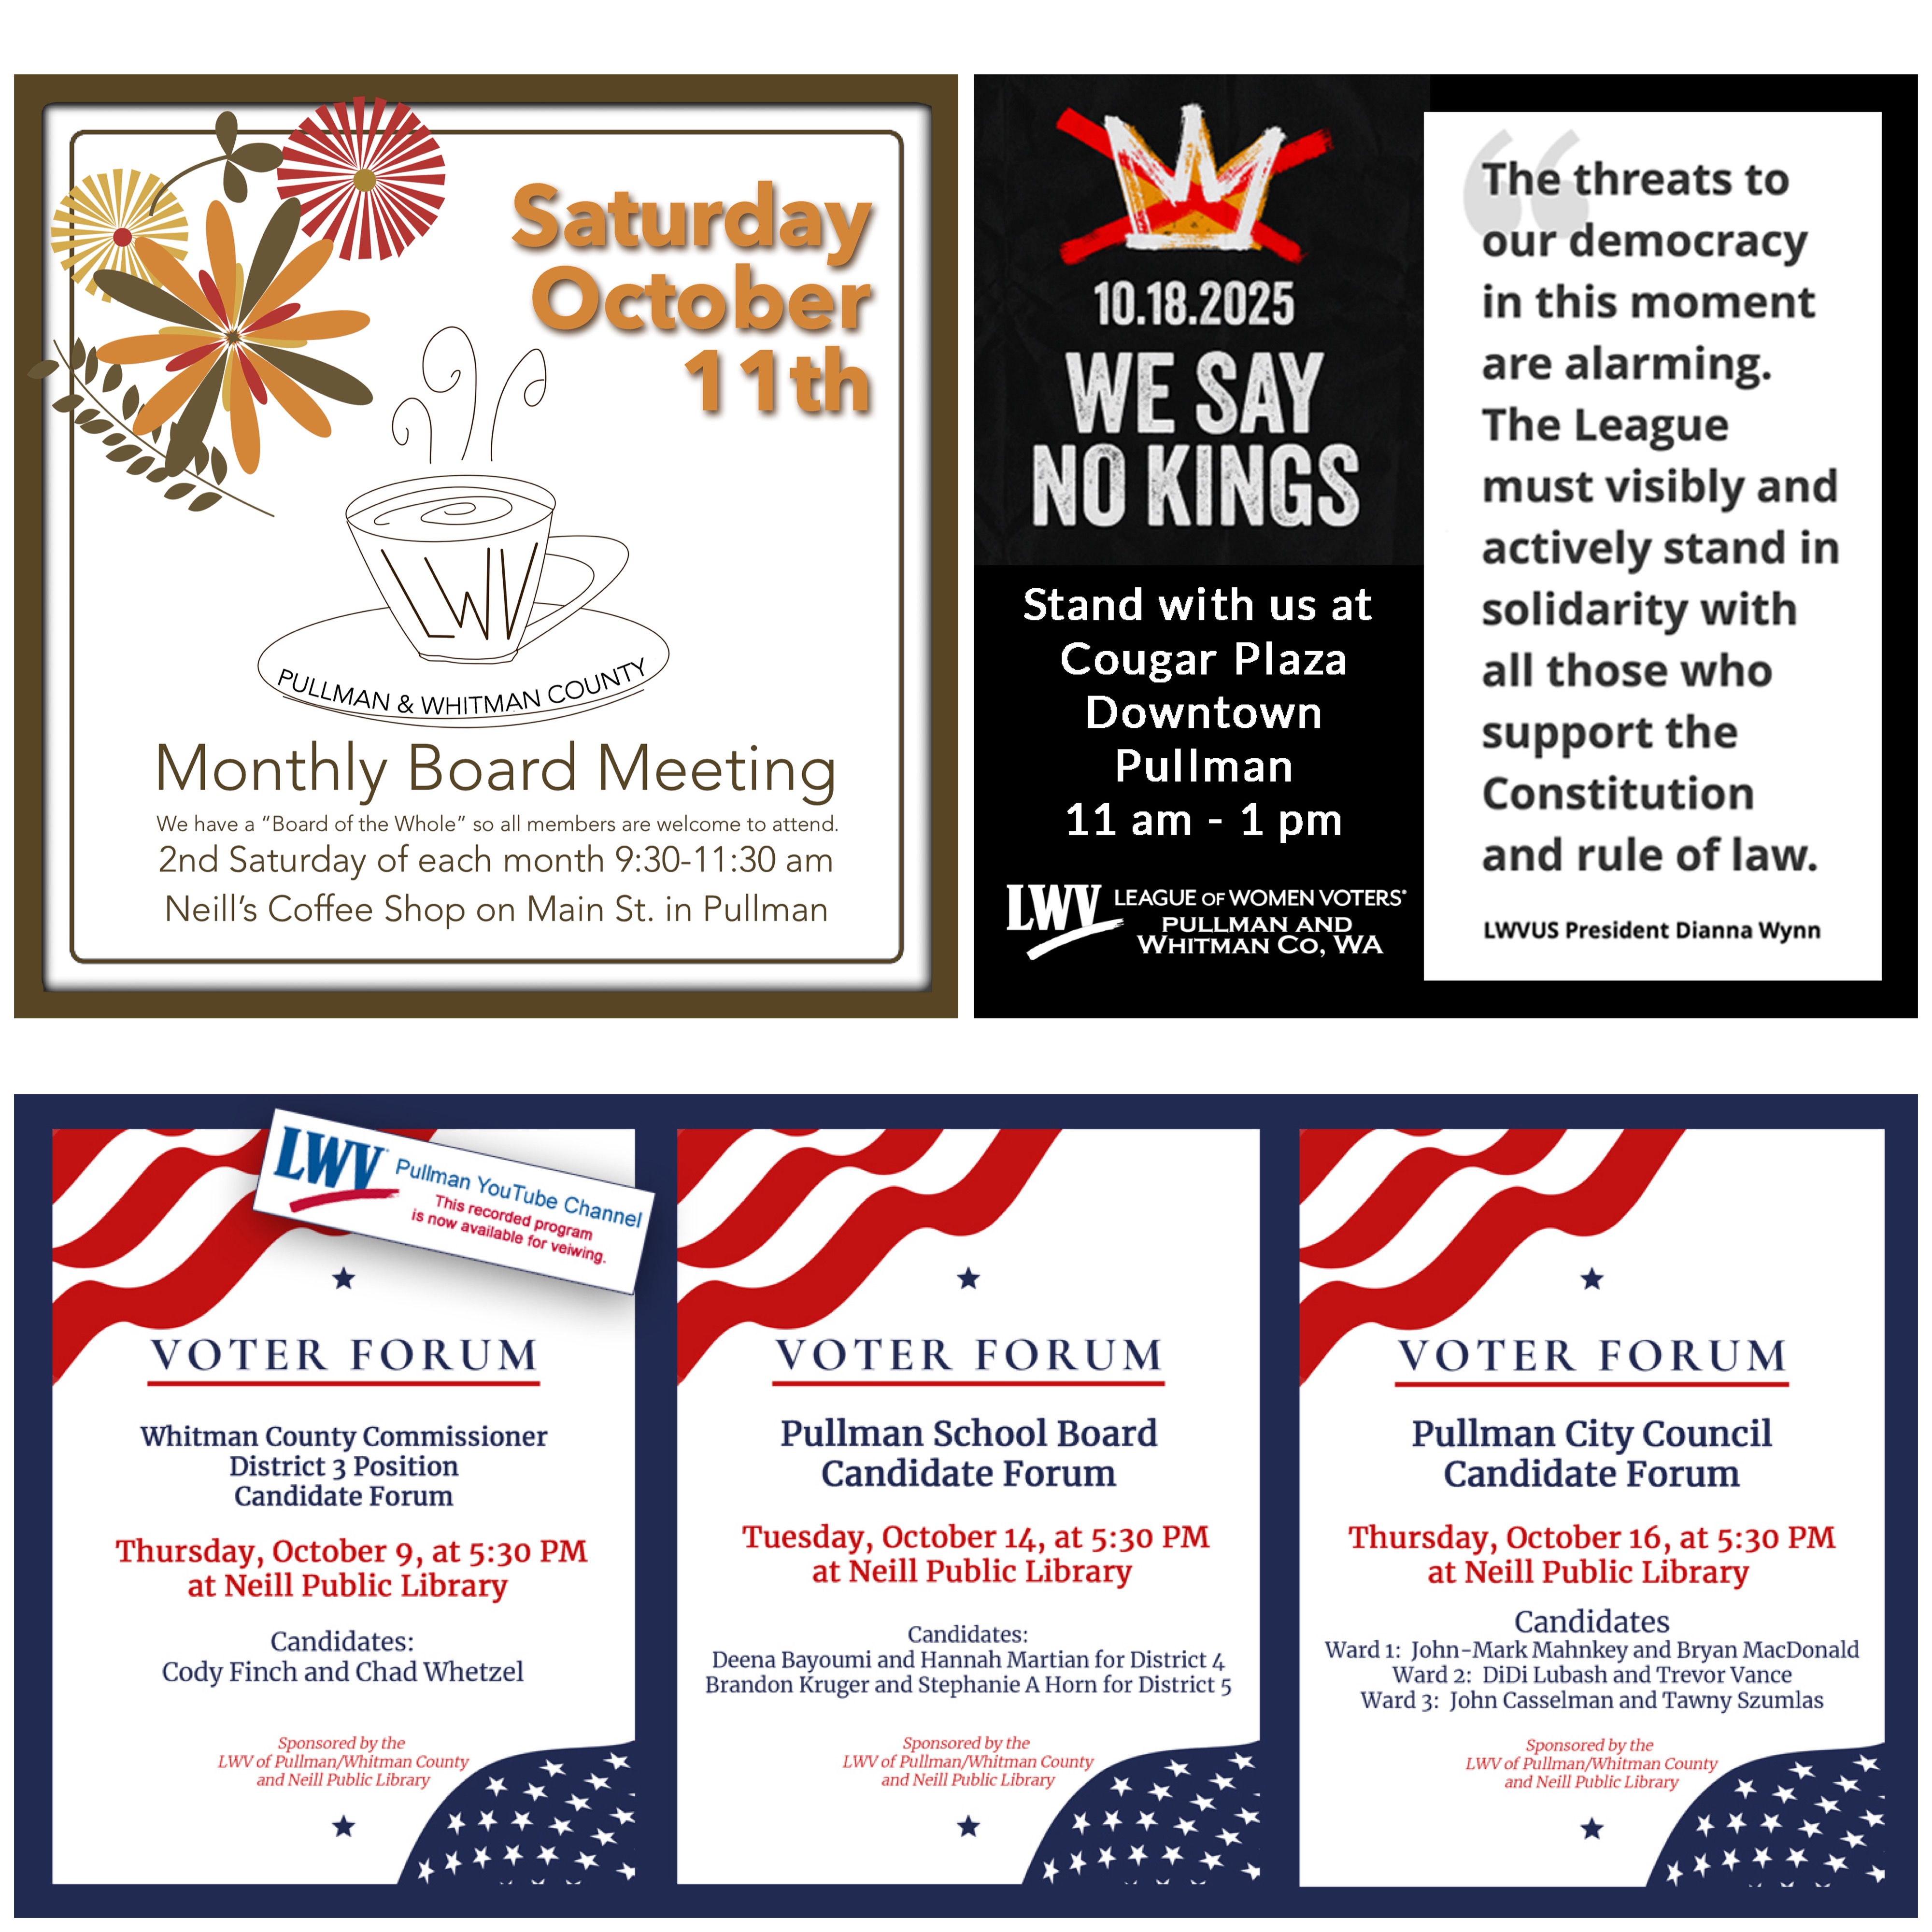 Saturday
October
11th
LWV
PULLMAN & WHITMAN COUNTY
Monthly Board Meeting
We have a "Board of the Whole" so all members are welcome to attend.
2nd Saturday of each month 9:30-11:30 am
Neill's Coffee Shop on Main St. in Pullman
10.18.2025
WE SAY
NO KINGS
Stand with us at
Cougar Plaza
Downtown
Pullman
11 am - 1 pm
LWV LEAGUE OF WOMEN VOTERS®
PULLMAN AND
WHITMAN CO, WA
“
The threats to
our democracy
in this moment
are alarming.
The League
must visibly and
actively stand in
solidarity with
all those who
support the
Constitution
and rule of law.
LWVUS President Dianna Wynn
LWV Pullman YouTube Channel
This recorded program
is now available for veiwing.
VOTER FORUM
Whitman County Commissioner
District 3 Position
Candidate Forum
Thursday, October 9, at 5:30 PM
at Neill Public Library
Candidates:
Cody Finch and Chad Whetzel
Sponsored by the
LWV of Pullman/Whitman County
and Neill Public Library
VOTER FORUM
Pullman School Board
Candidate Forum
Tuesday, October 14, at 5:30 PM
at Neill Public Library
Candidates:
Deena Bayoumi and Hannah Martian for District 4
Brandon Kruger and Stephanie A Horn for District 5
Sponsored by the
LWV of Pullman/Whitman County
and Neill Public Library
VOTER FORUM
Pullman City Council
Candidate Forum
Thursday, October 16, at 5:30 PM
at Neill Public Library
Candidates
Ward 1: John-Mark Mahnkey and Bryan MacDonald
Ward 2: DiDi Lubash and Trevor Vance
Ward 3: John Casselman and Tawny Szumlas
Sponsored by the
LWV of Pullman/Whitman County
and Neill Public Library